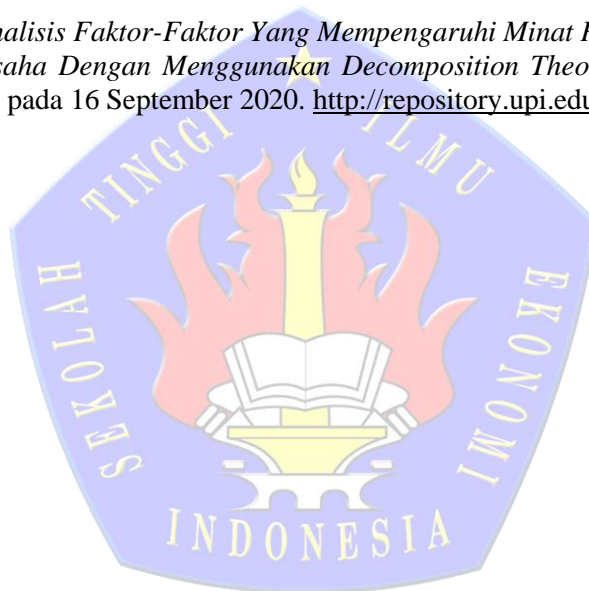 nalisis Faktor-Faktor Yang Mempengaruhi Minat
saha Dengan Menggunakan Decomposition Theo
pada 16 September 2020. http://repository.upi.edu
SEKOLAH TINGGI ILMU EKONOMI
INDONESIA